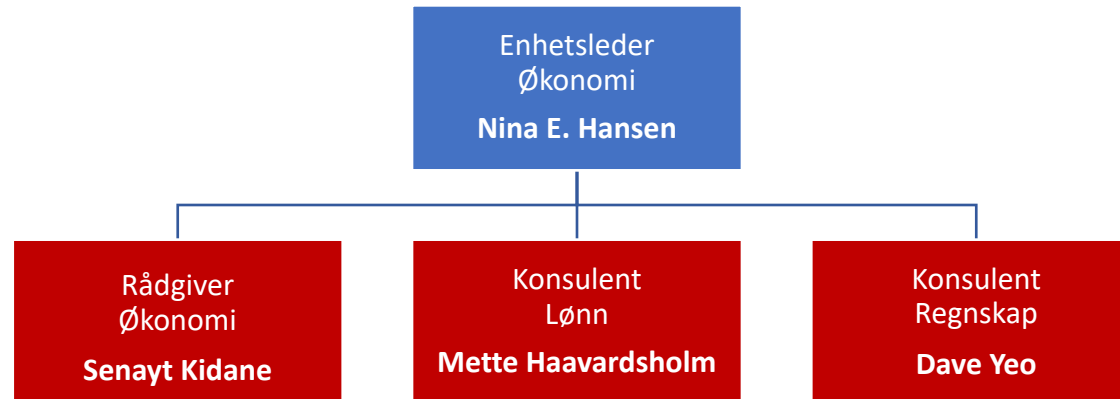 Enhetsleder
Økonomi
Nina E. Hansen
Rådgiver
Økonomi
Senayt Kidane
Konsulent
Lønn
Mette Haavardsholm
Konsulent
Regnskap
Dave Yeo